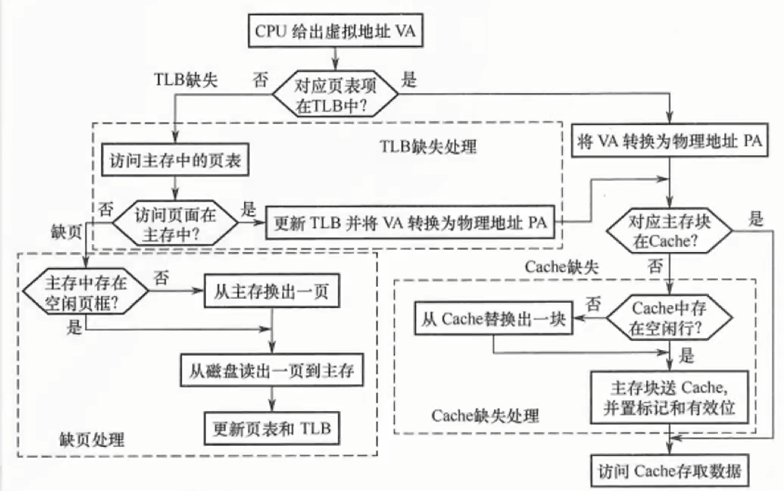 CPU 给出虚拟地址 VA
TLB缺失
否
对应页表项
在TLB中?
是
访问主存中的页表
TLB缺失处理
将 VA 转换为物理地址 PA
否
访问页面在
主存中?
是
更新 TLB 并将 VA 转换为物理地址 PA
对应主存块
在Cache?
是
缺页
Cache缺失
否
主存中存在
空闲页框?
否
从主存换出一页
是
从 Cache替换出一块
否
Cache中存
在空闲行?
是
从磁盘读出一页到主存
主存块送 Cache,
并置标记和有效位
Cache缺失处理
更新页表和 TLB
缺页处理
访问 Cache存取数据